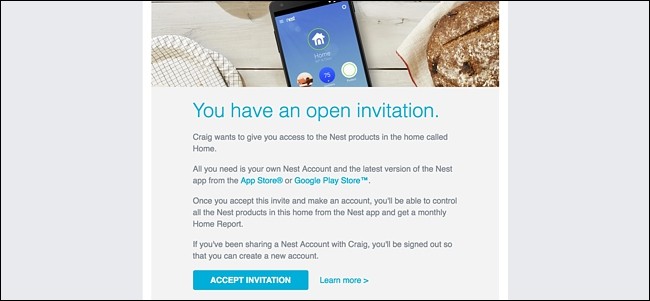 nest
Home
75
You have an open invitation.
Craig wants to give you access to the Nest products in the home called
Home.
All you need is your own Nest Account and the latest version of the Nest
app from the App Store® or Google Play Store™.
Once you accept this invite and make an account, you'll be able to control
all the Nest products in this home from the Nest app and get a monthly
Home Report.
If you've been sharing a Nest Account with Craig, you'll be signed out so
that you can create a new account.
ACCEPT INVITATION Learn more >